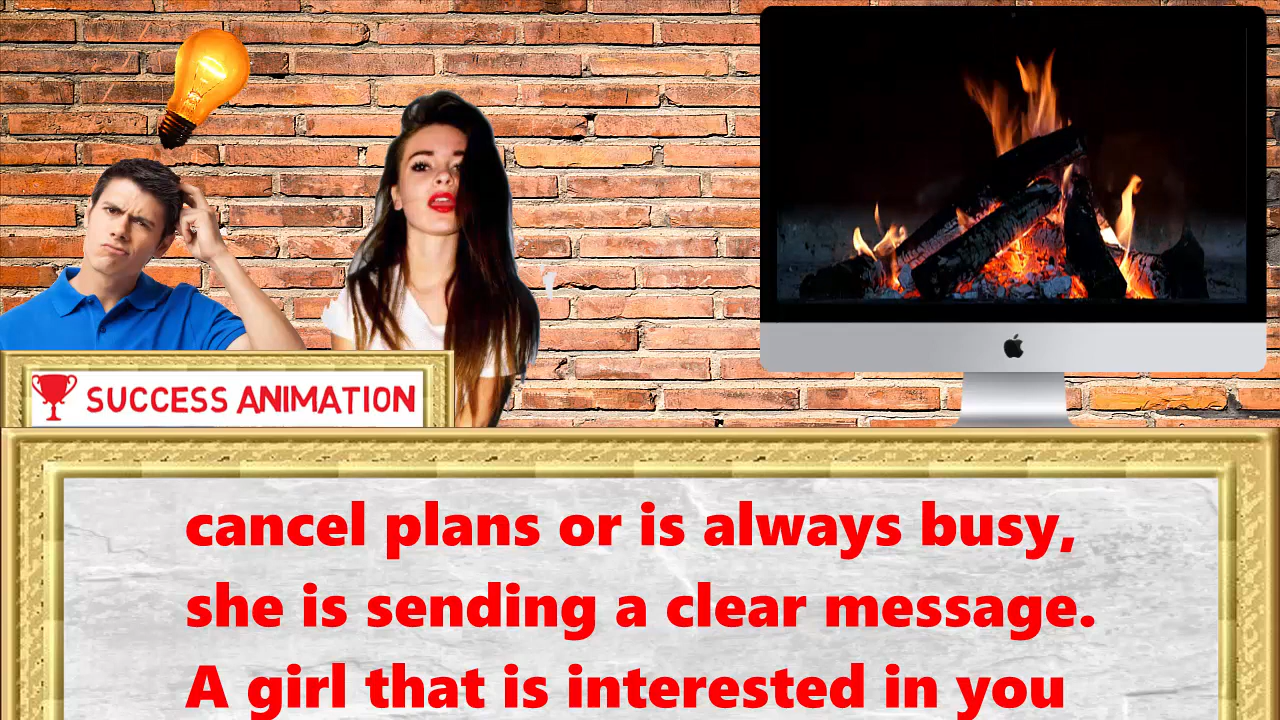 SUCCESS ANIMATION
cancel plans or is always busy,
she is sending a clear message.
A girl that is interested in you